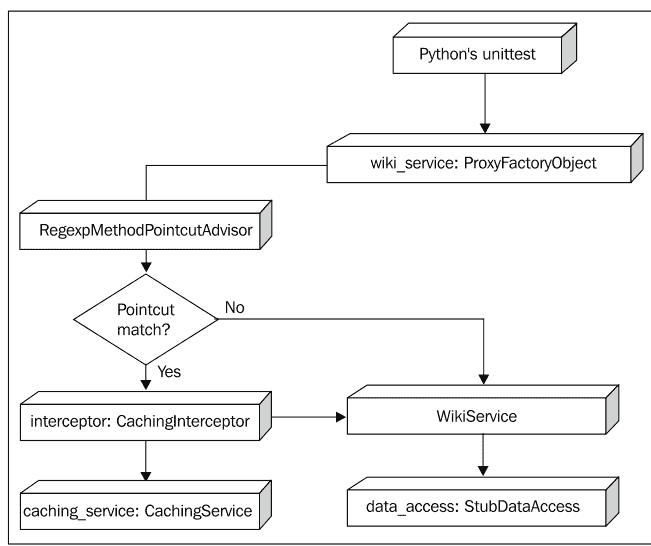 Python's unittest
wiki_service: ProxyFactoryObject
RegexpMethodPointcutAdvisor
Pointcut
match?
No
Yes
interceptor: CachingInterceptor
WikiService
caching_service: CachingService
data_access: StubDataAccess